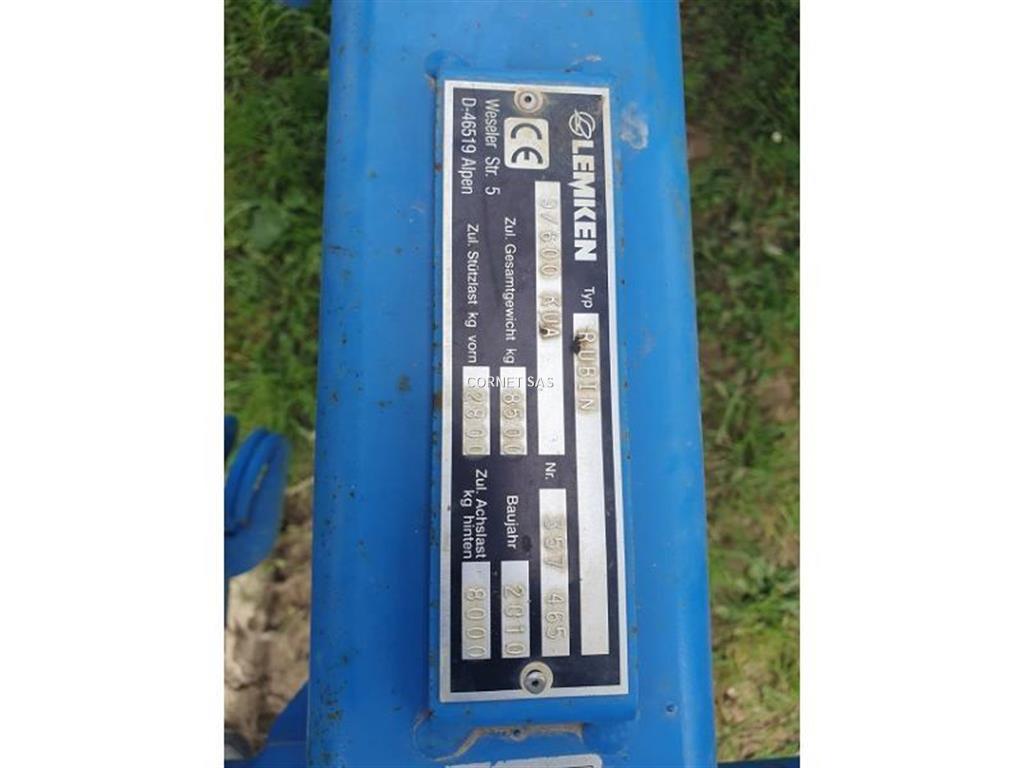 LEMKEN
Typ RUBIN
9/600 KUA Nr. 357 465
CE
Zul. Gesamtgewicht kg 8500 Baujahr 2010
Weseler Str. 5
D-46519 Alpen
Zul. Stützlast kg vorn 2800 Zul. Achslast kg hinten 8000
CORNET SAS